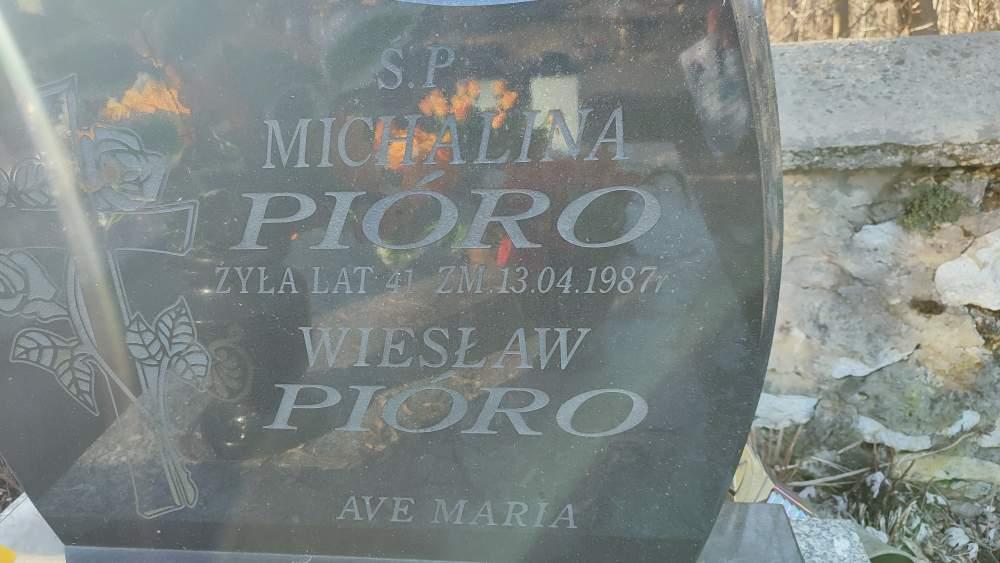 Ś.P.
MICHALINA
PIÓRO
ŻYŁA LAT 41 ZM.13.04.1987r.
WIESŁAW
PIÓRO
AVE MARIA